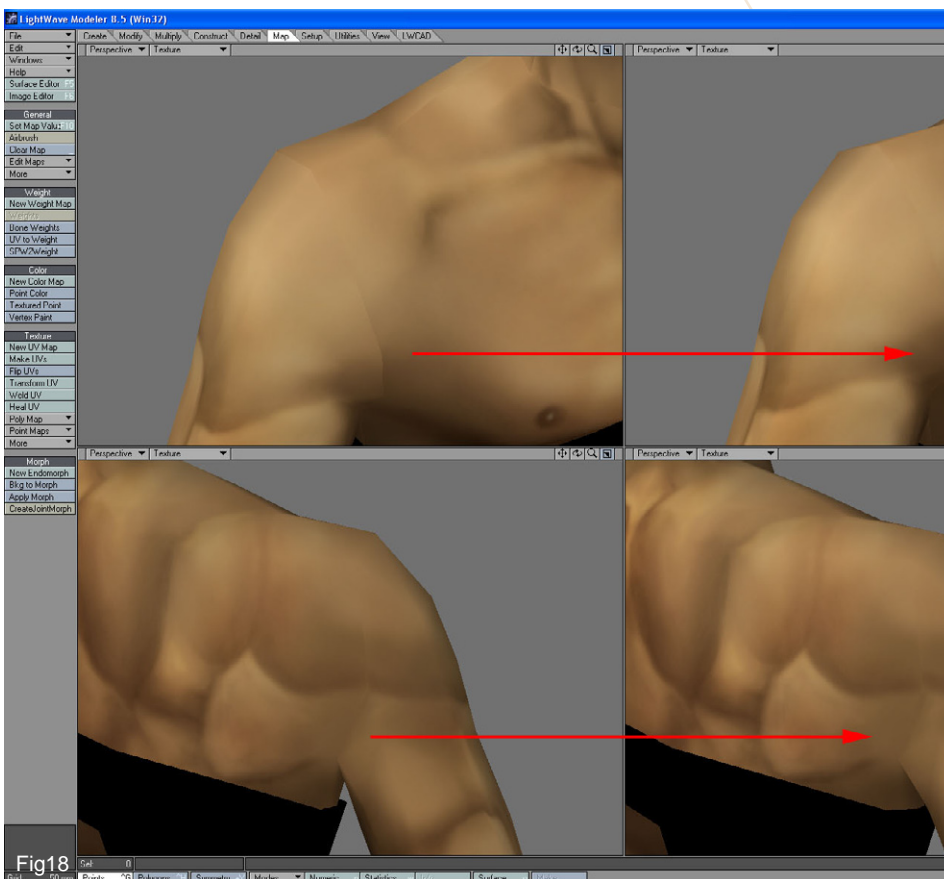 LightWave Modeler 8.5 (Win32)
File
Create Modify Multiply Construct Detail Map Setup Utilities View LWCAD
Edit
Perspective Texture
Perspective Texture
Windows
Help
Surface Editor F5
Image Editor
General
Set Map Value
Airbrush
Clear Map
Edit Maps
More
Weight
New Weight Map
Weights
Bone Weights
UV to Weight
SPW2Weight
Color
New Color Map
Point Color
Textured Point
Vertex Paint
Texture
New UV Map
Make UVs
Flip UVs
Transform UV
Weld UV
Heal UV
Poly Map
Point Maps
More
Perspective Texture
Perspective Texture
Morph
New Endomorph
Bkg to Morph
Apply Morph
CreateJointMorph
Fig18
Sel: 0
Grid: 50 mm
Points ^G Polygons Symmetry Modes Numeric Statistics Surface